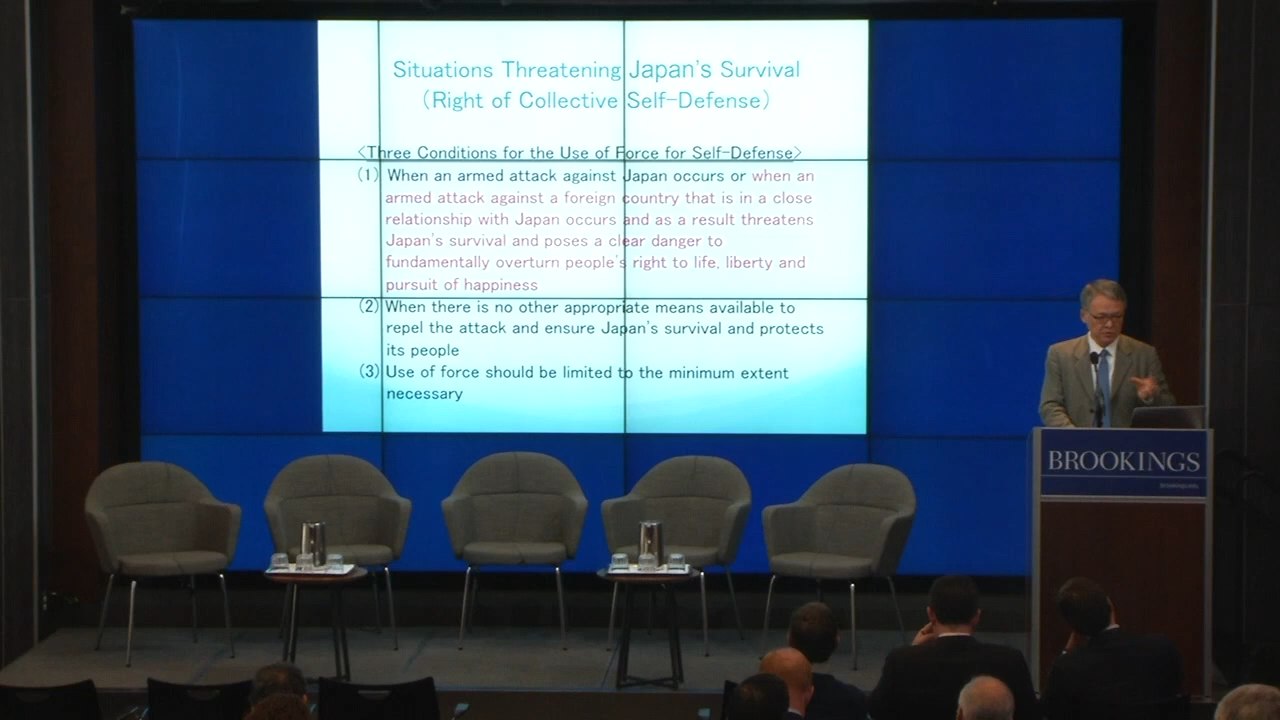 Situations Threatening Japan's Survival
(Right of Collective Self-Defense)
<Three Conditions for the Use of Force for Self-Defense>
(1) When an armed attack against Japan occurs or when an
armed attack against a foreign country that is in a close
relationship with Japan occurs and as a result threatens
Japan's survival and poses a clear danger to
fundamentally overturn people's right to life, liberty and
pursuit of happiness
(2) When there is no other appropriate means available to
repel the attack and ensure Japan's survival and protects
its people
(3) Use of force should be limited to the minimum extent
necessary
BROOKINGS